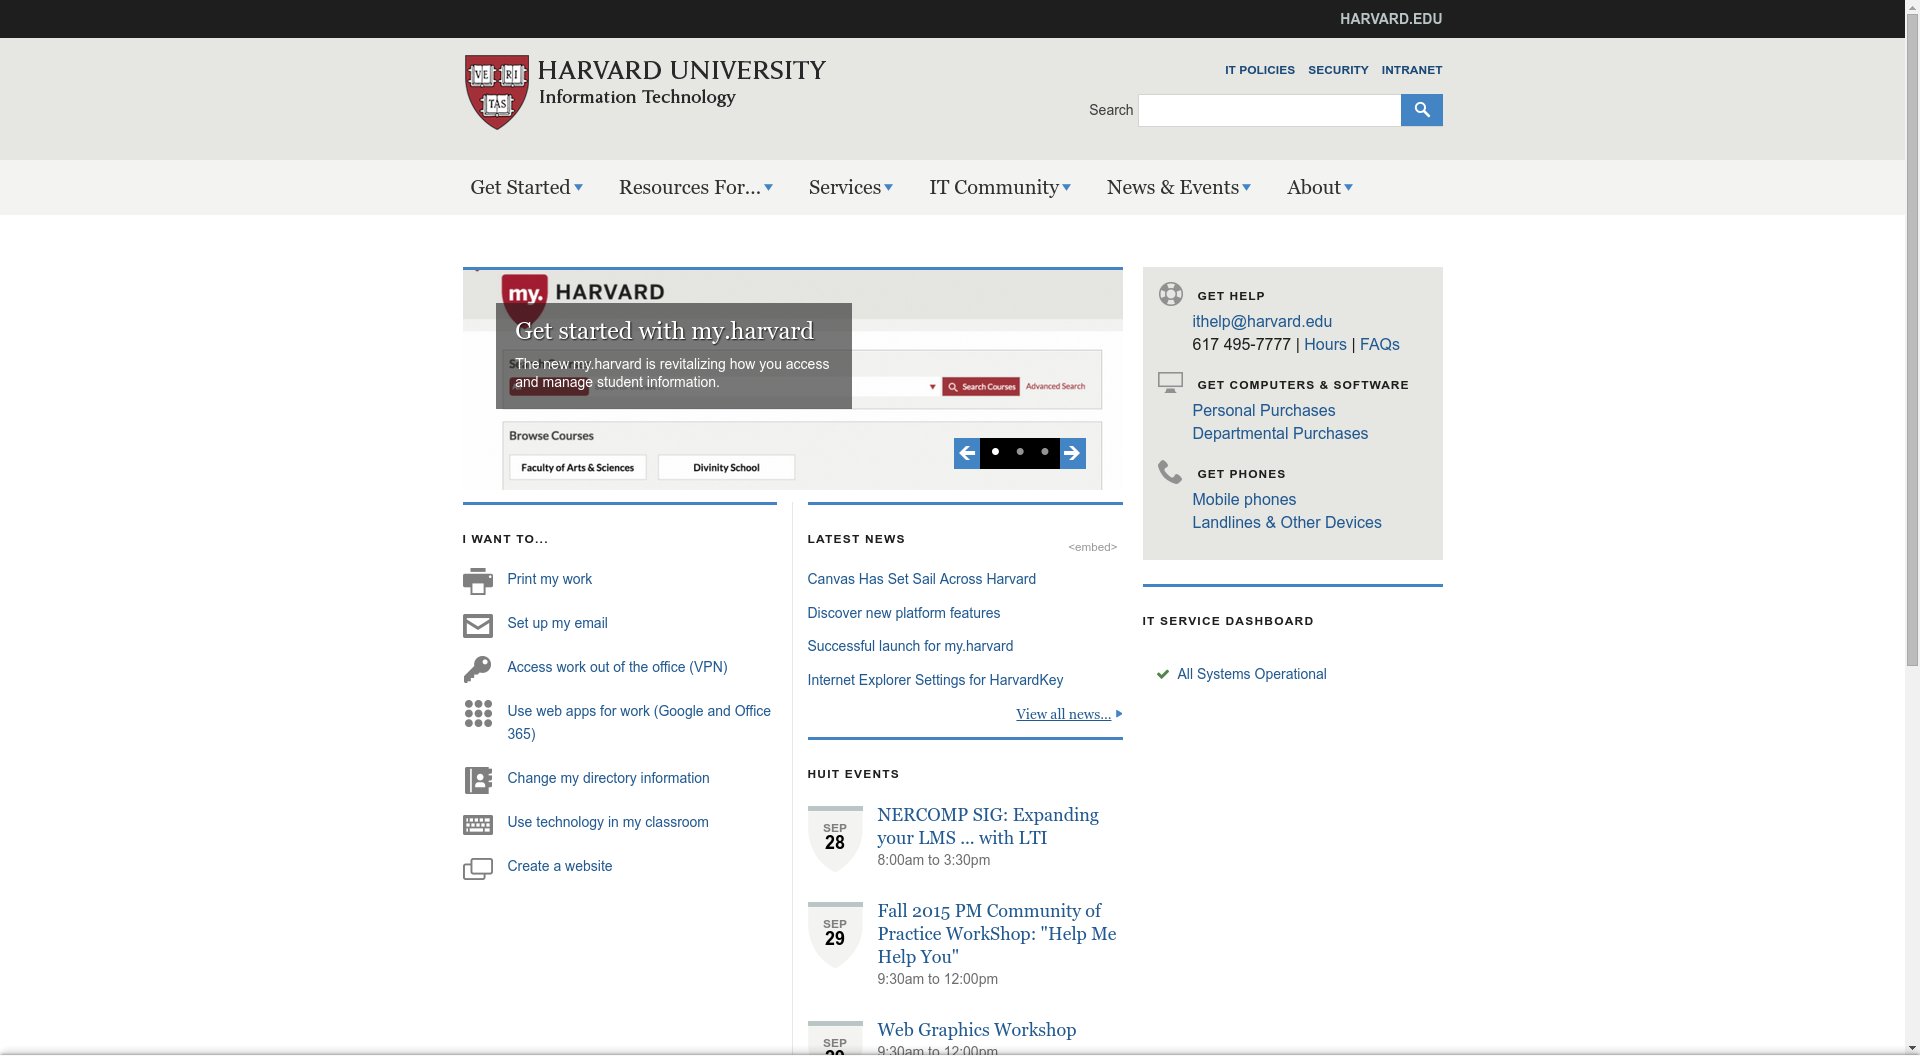 HARVARD.EDU
VE RI
TAS
HARVARD UNIVERSITY
Information Technology
IT POLICIES SECURITY INTRANET
Search
Get Started Resources For... Services IT Community News & Events About
my. HARVARD
Get started with my.harvard
The new my.harvard is revitalizing how you access
and manage student information.
Search Courses Advanced Search
Browse Courses
Faculty of Arts & Sciences Divinity School
GET HELP
ithelp@harvard.edu
617 495-7777 | Hours | FAQs
GET COMPUTERS & SOFTWARE
Personal Purchases
Departmental Purchases
GET PHONES
Mobile phones
Landlines & Other Devices
I WANT TO...
Print my work
Set up my email
Access work out of the office (VPN)
Use web apps for work (Google and Office
365)
Change my directory information
Use technology in my classroom
Create a website
LATEST NEWS
<embed>
Canvas Has Set Sail Across Harvard
Discover new platform features
Successful launch for my.harvard
Internet Explorer Settings for HarvardKey
View all news...
HUIT EVENTS
SEP
28
NERCOMP SIG: Expanding
your LMS ... with LTI
8:00am to 3:30pm
SEP
29
Fall 2015 PM Community of
Practice WorkShop: "Help Me
Help You"
9:30am to 12:00pm
SEP
Web Graphics Workshop
9:30am to 12:00pm
IT SERVICE DASHBOARD
All Systems Operational